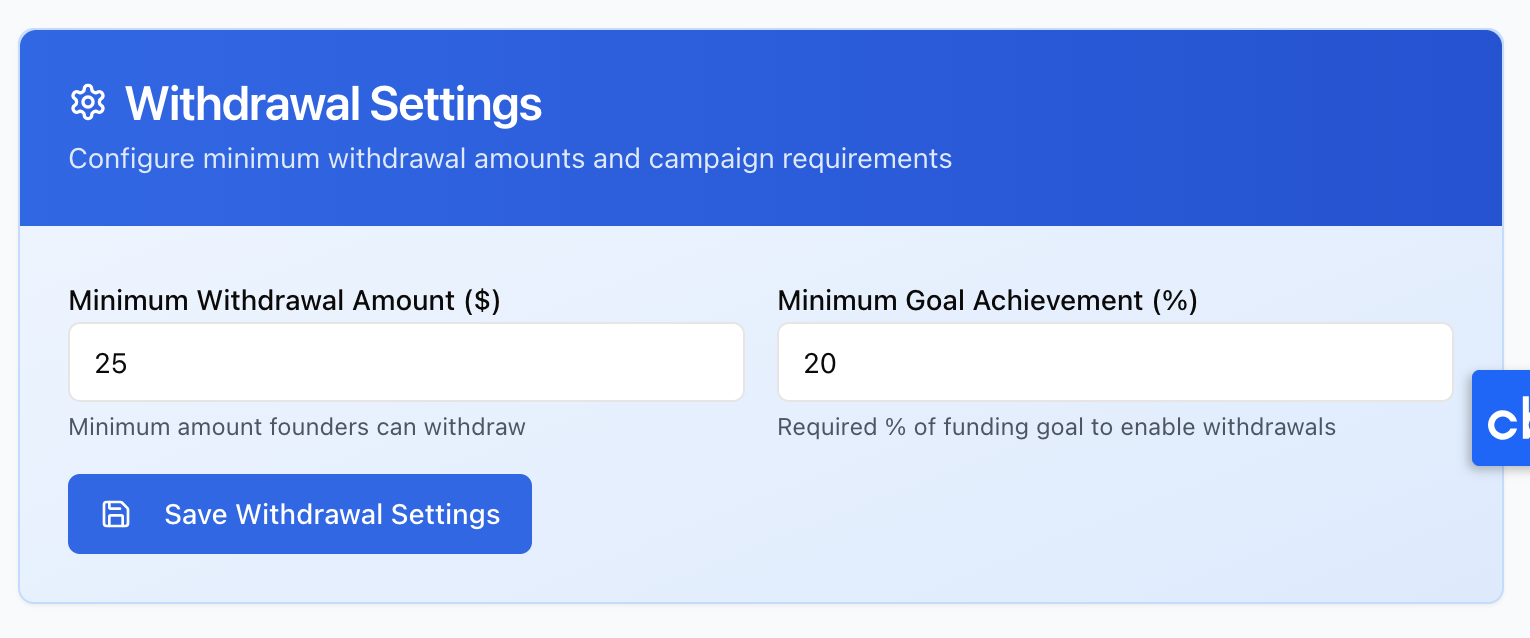 Withdrawal Settings
Configure minimum withdrawal amounts and campaign requirements
Minimum Withdrawal Amount ($)
Minimum Goal Achievement (%)
25
20
Minimum amount founders can withdraw
Required % of funding goal to enable withdrawals
Save Withdrawal Settings